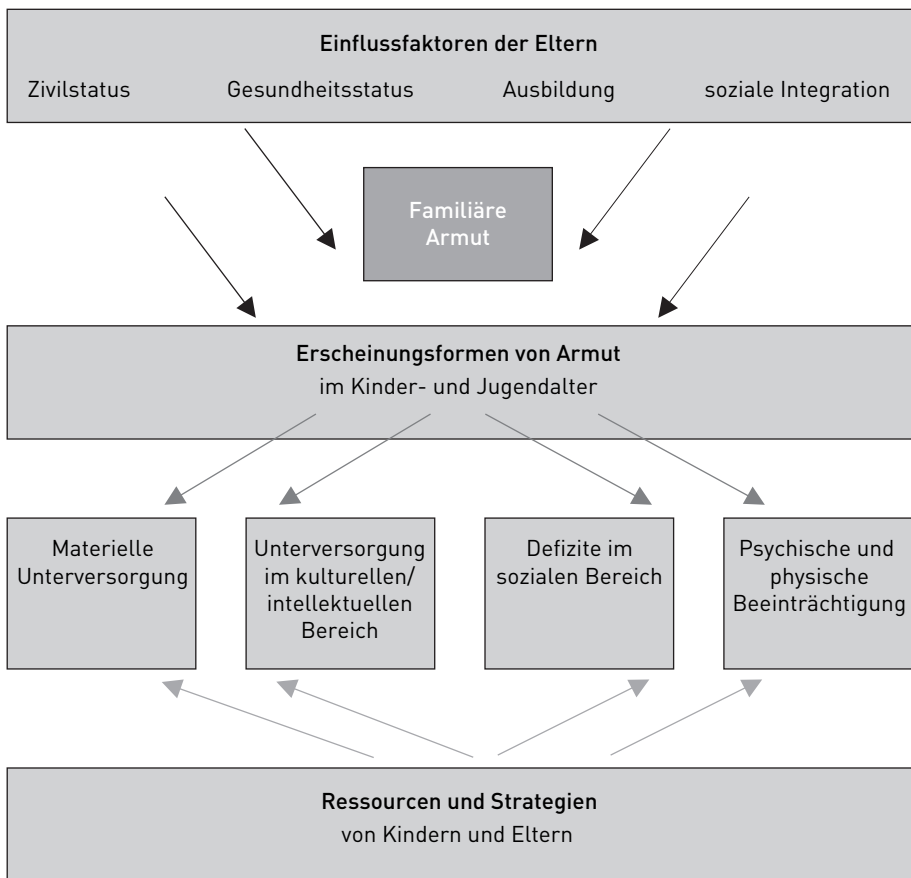 Einflussfaktoren der Eltern
Zivilstatus Gesundheitsstatus Ausbildung soziale Integration
Familiäre
Armut
Erscheinungsformen von Armut
im Kinder- und Jugendalter
Materielle
Unterversorgung
Unterversorgung
im kulturellen/
intellektuellen
Bereich
Defizite im
sozialen Bereich
Psychische und
physische
Beeinträchtigung
Ressourcen und Strategien
von Kindern und Eltern